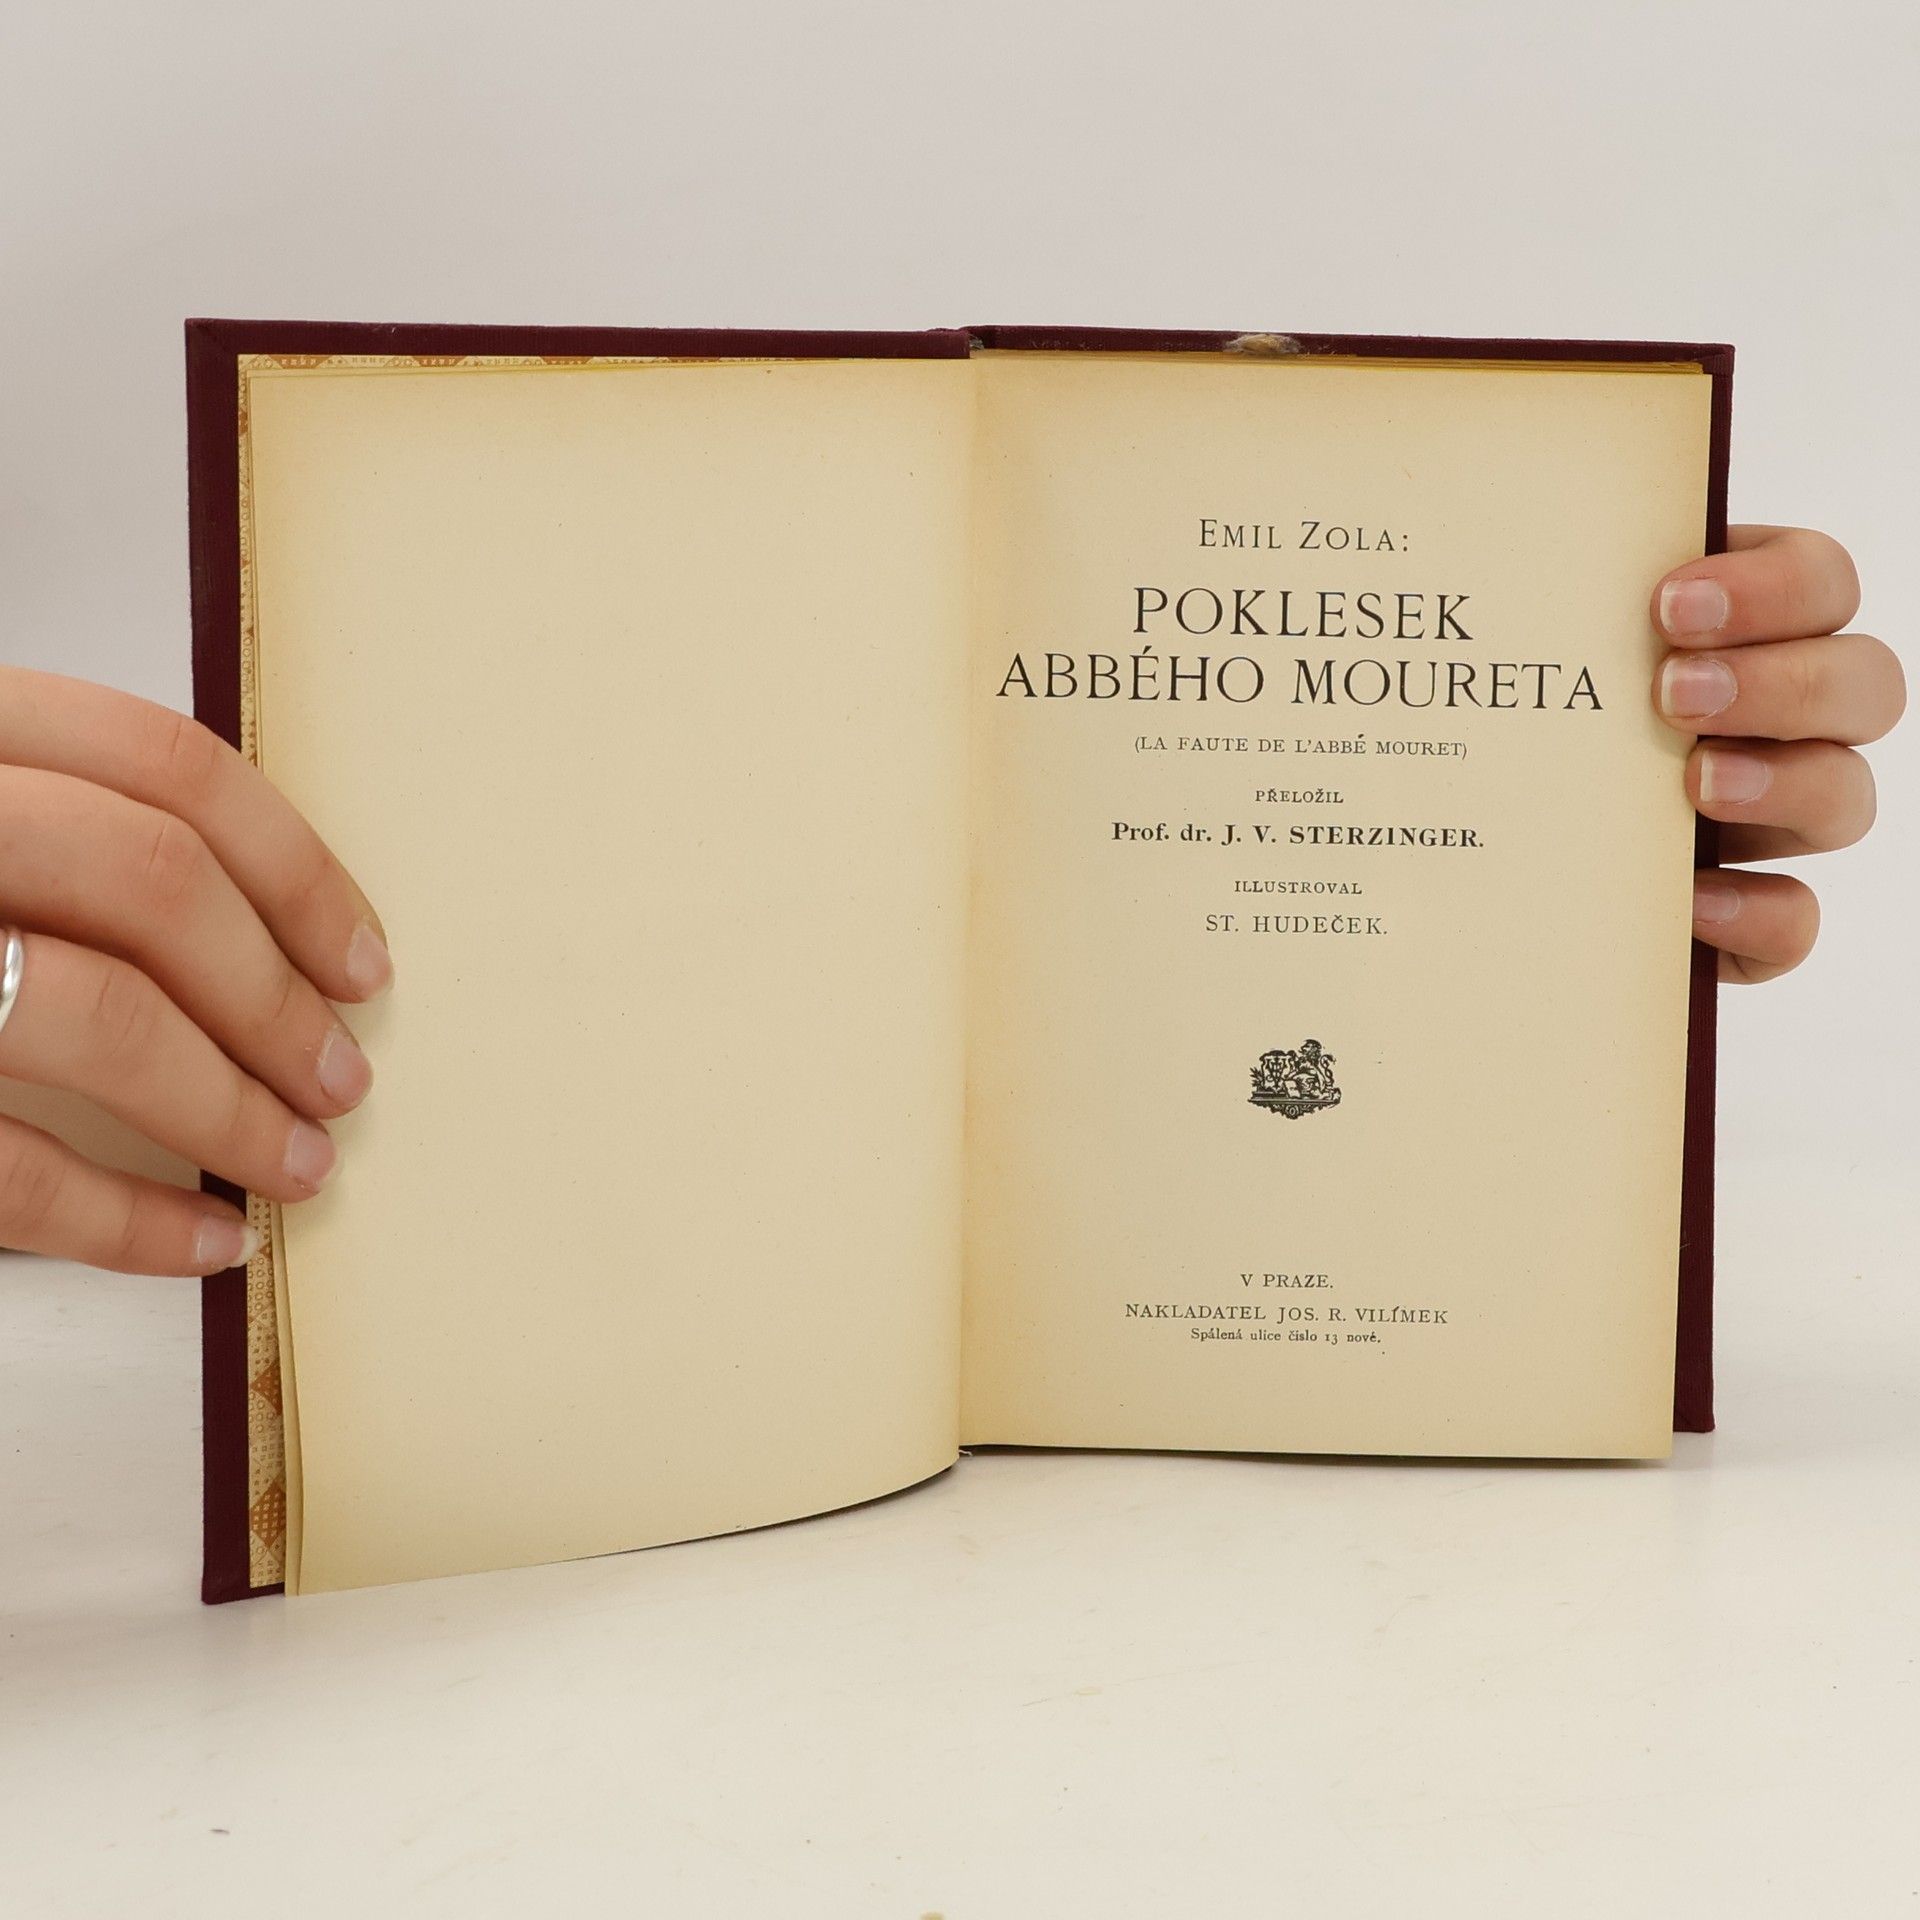 EMIL ZOLA:
POKLESEK
ABBÉHO MOURETA
(LA FAUTE DE L'ABBÉ MOURET)
PŘELOŽIL
Prof. dr. J. V. STERZINGER.
ILLUSTROVAL
ST. HUDEČEK.
V PRAZE.
NAKLADATEL JOS. R. VILÍMEK
Spálená ulice číslo 13 nové.